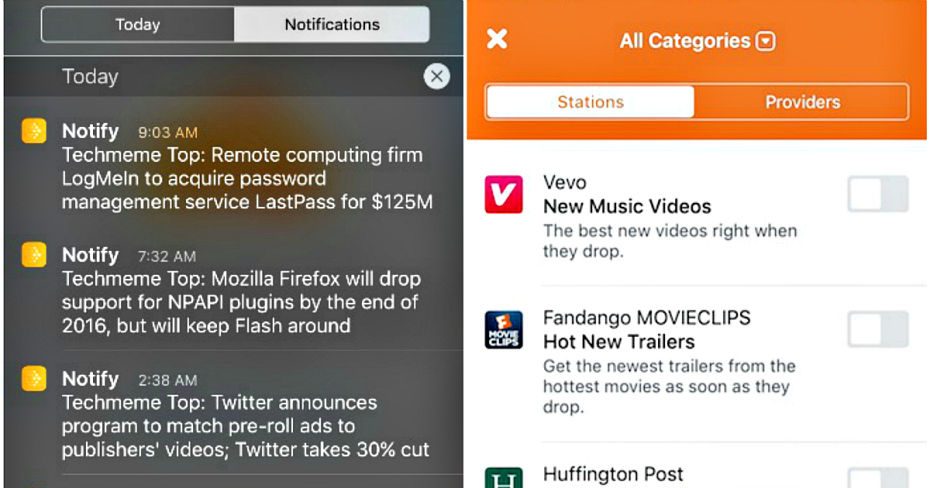 Today
Notifications
Today
Notify 9:03 AM
Techmeme Top: Remote computing firm
LogMeIn to acquire password
management service LastPass for $125M
Notify 7:32 AM
Techmeme Top: Mozilla Firefox will drop
support for NPAPI plugins by the end of
2016, but will keep Flash around
Notify 2:38 AM
Techmeme Top: Twitter announces
program to match pre-roll ads to
publishers' videos; Twitter takes 30% cut
All Categories
Stations
Providers
V
Vevo
New Music Videos
The best new videos right when
they drop.
MOVIE
CLIPS
Fandango MOVIECLIPS
Hot New Trailers
Get the newest trailers from the
hottest movies as soon as they
drop.
H
Huffington Post